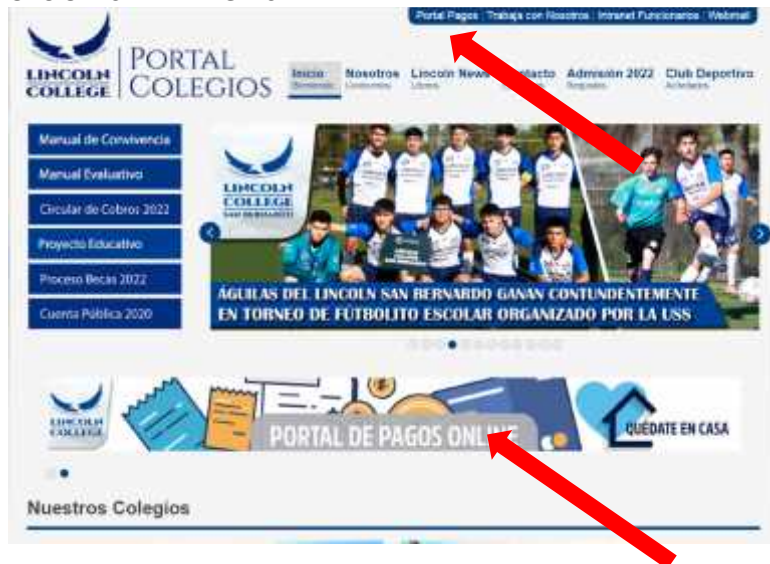 Portal Pagos | Trabaja con Nosotros | Intranet Funcionarios | Webmail
LINCOLN
COLLEGE
PORTAL
COLEGIOS
Inicio Nosotros Lincoln News Admisión 2022 Club Deportivo
Manual de Convivencia
Manual Evaluativo
Circular de Cobros 2022
Proyecto Educativo
Proceso Becas 2022
Cuenta Pública 2020
LINCOLN
COLLEGE
SAN BERNARDO
ÁGUILAS DEL LINCOLN SAN BERNARDO GANAN CONTUNDENTEMENTE
EN TORNEO DE FUTBOLITO ESCOLAR ORGANIZADO POR LA USS
LINCOLN
COLLEGE
PORTAL DE PAGOS ONLINE
QUÉDATE EN CASA
Nuestros Colegios